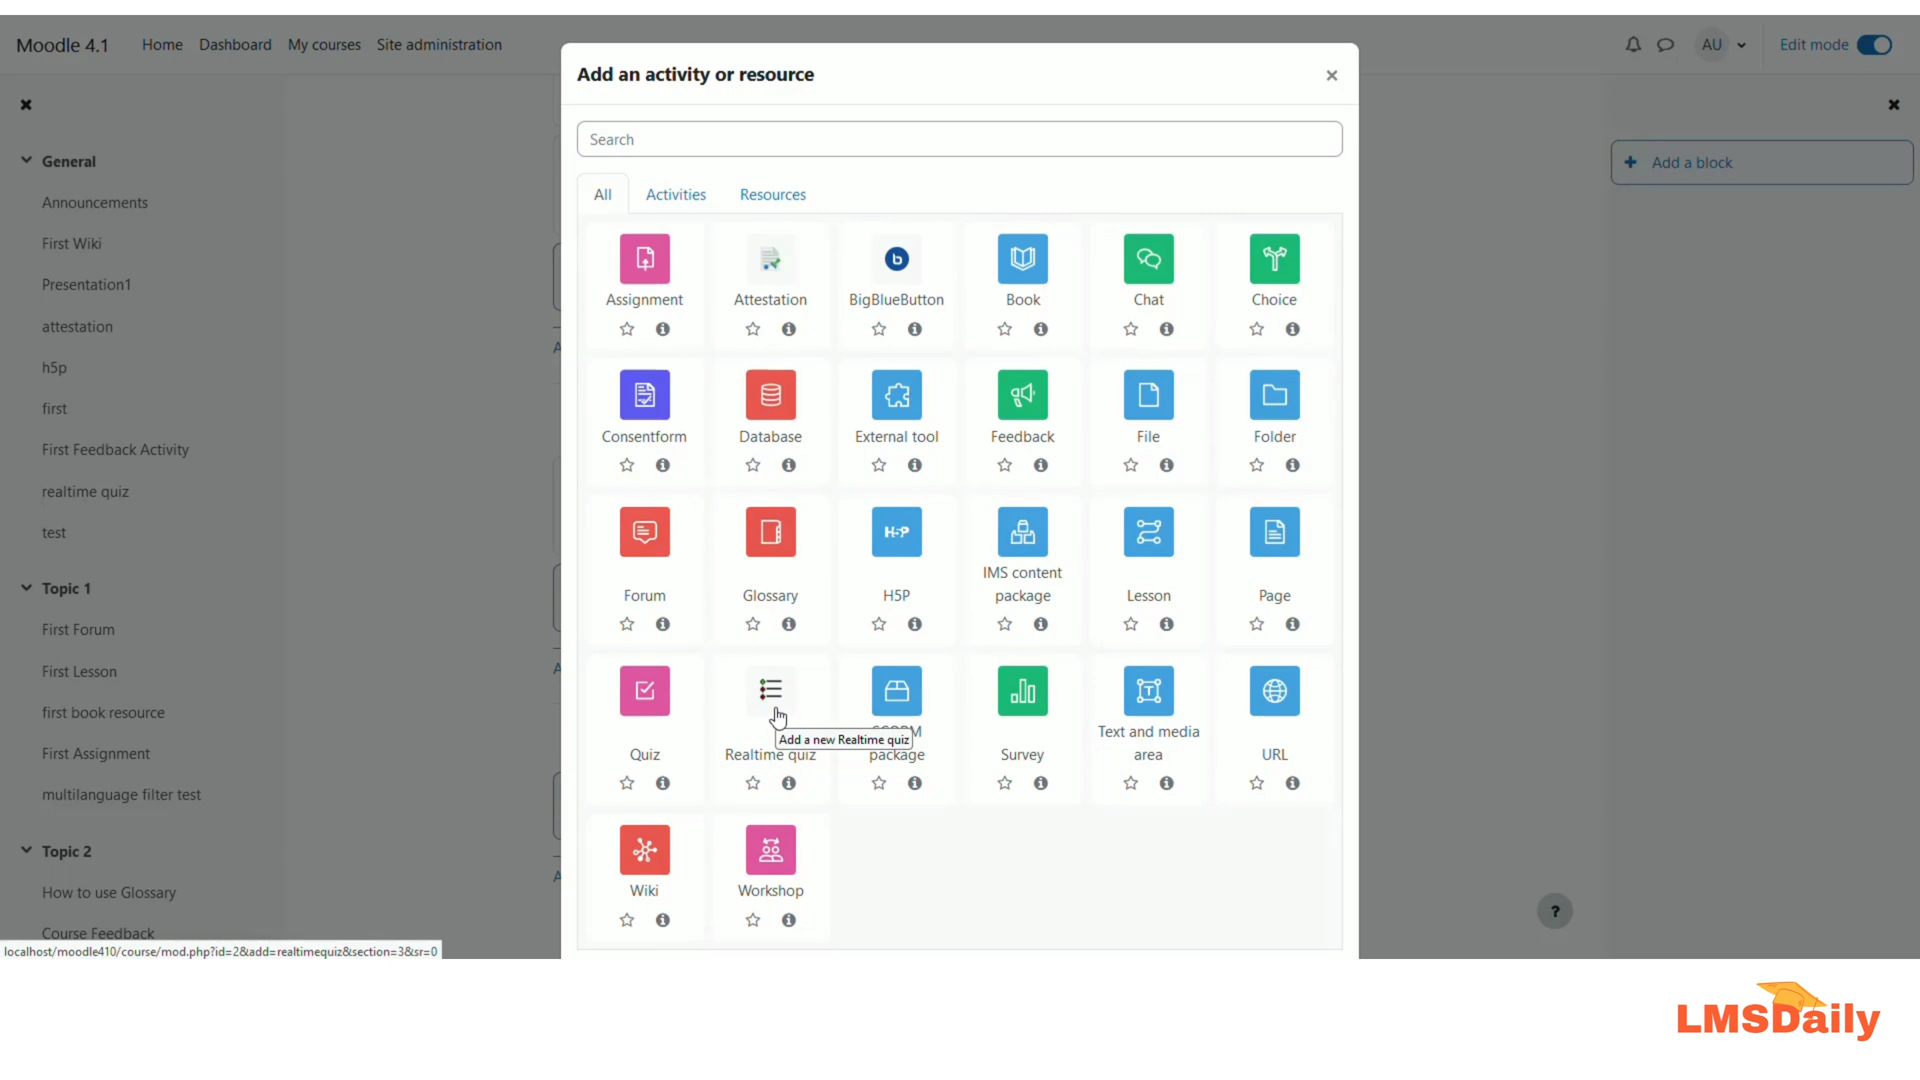 Moodle 4.1
Home
Dashboard
My courses
Site administration
AU
Edit mode
General
Announcements
First Wiki
Presentation1
attestation
h5p
first
First Feedback Activity
realtime quiz
test
Topic 1
First Forum
First Lesson
first book resource
First Assignment
multilanguage filter test
Topic 2
How to use Glossary
Course Feedback
localhost/moodle410/course/mod.php?id=2&add=realtimequiz&section=3&sr=0
Add an activity or resource
Search
All
Activities
Resources
Assignment
Attestation
b
BigBlueButton
Book
Chat
Choice
Consentform
Database
External tool
Feedback
File
Folder
Forum
Glossary
H5P
H5P
IMS content
package
Lesson
Page
Quiz
Realtime quiz
Add a new Realtime quiz
package
Survey
T
Text and media
area
URL
Wiki
Workshop
Add a block
?
LMSDaily